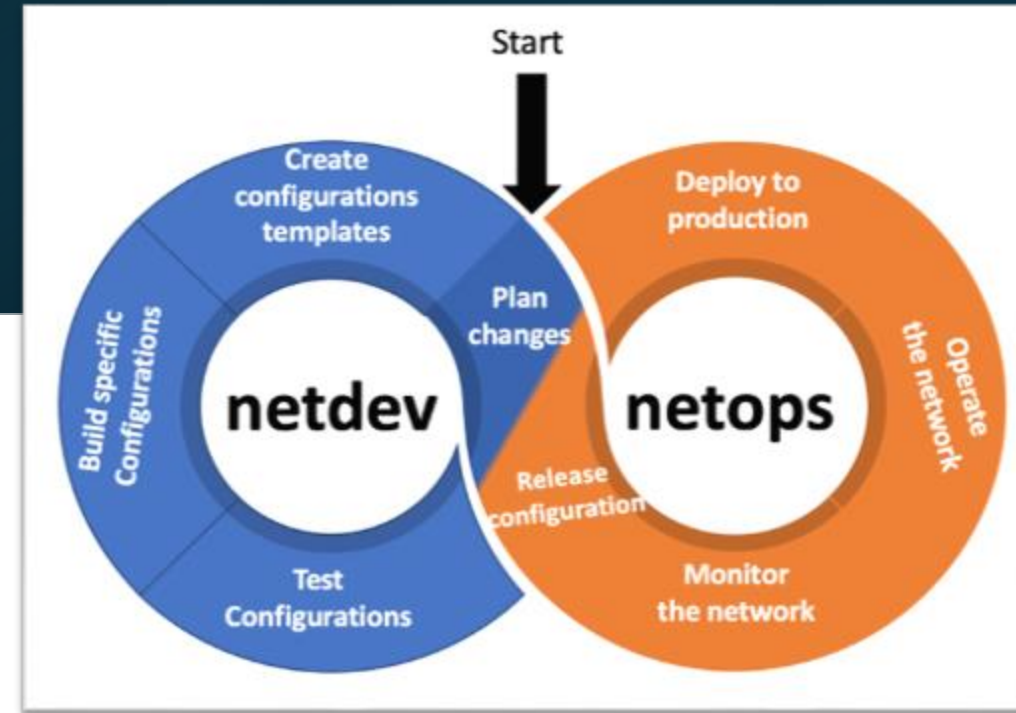 Start
Create
configurations
templates
Deploy to
production
Plan
changes
Build specific
Configurations
Operate
the network
netdev
netops
Release
configuration
Test
Configurations
Monitor
the network